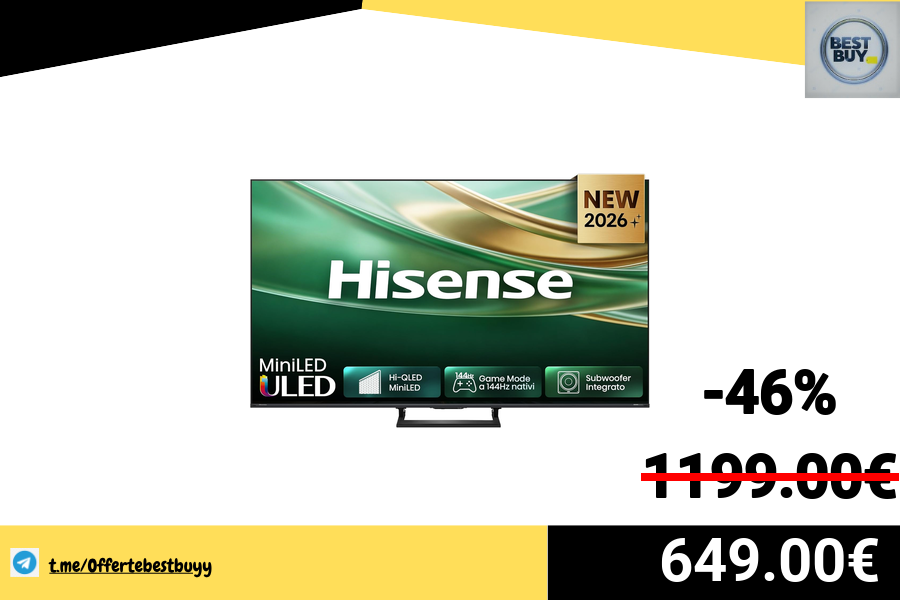 BEST
BUY
NEW
2026
Hisense
MiniLED
ULED
Hi-QLED
MiniLED
144Hz
Game Mode
a 144Hz nativi
Subwoofer
Integrato
-46%
1199.00€
649.00€
t.me/Offertebestbuyy